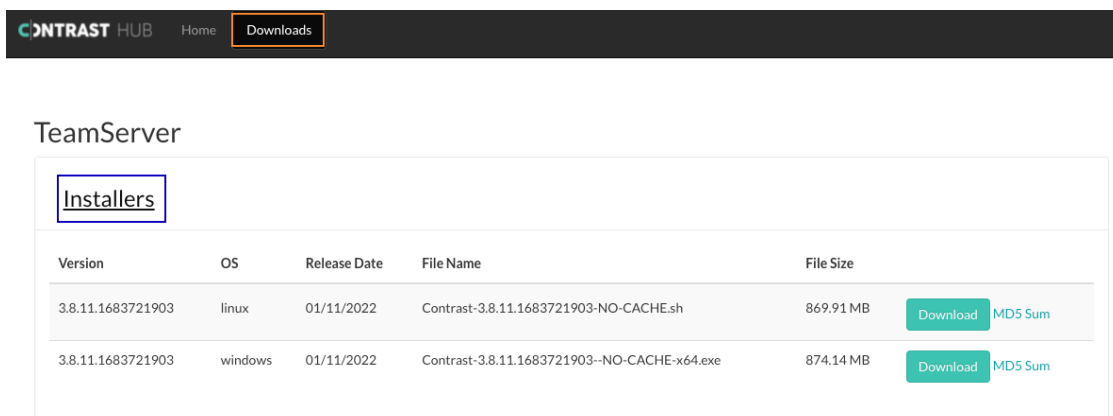 CONTRAST HUB Home Downloads
TeamServer
Installers
Version OS Release Date File Name File Size
3.8.11.1683721903 linux 01/11/2022 Contrast-3.8.11.1683721903-NO-CACHE.sh 869.91 MB Download MD5 Sum
3.8.11.1683721903 windows 01/11/2022 Contrast-3.8.11.1683721903--NO-CACHE-x64.exe 874.14 MB Download MD5 Sum